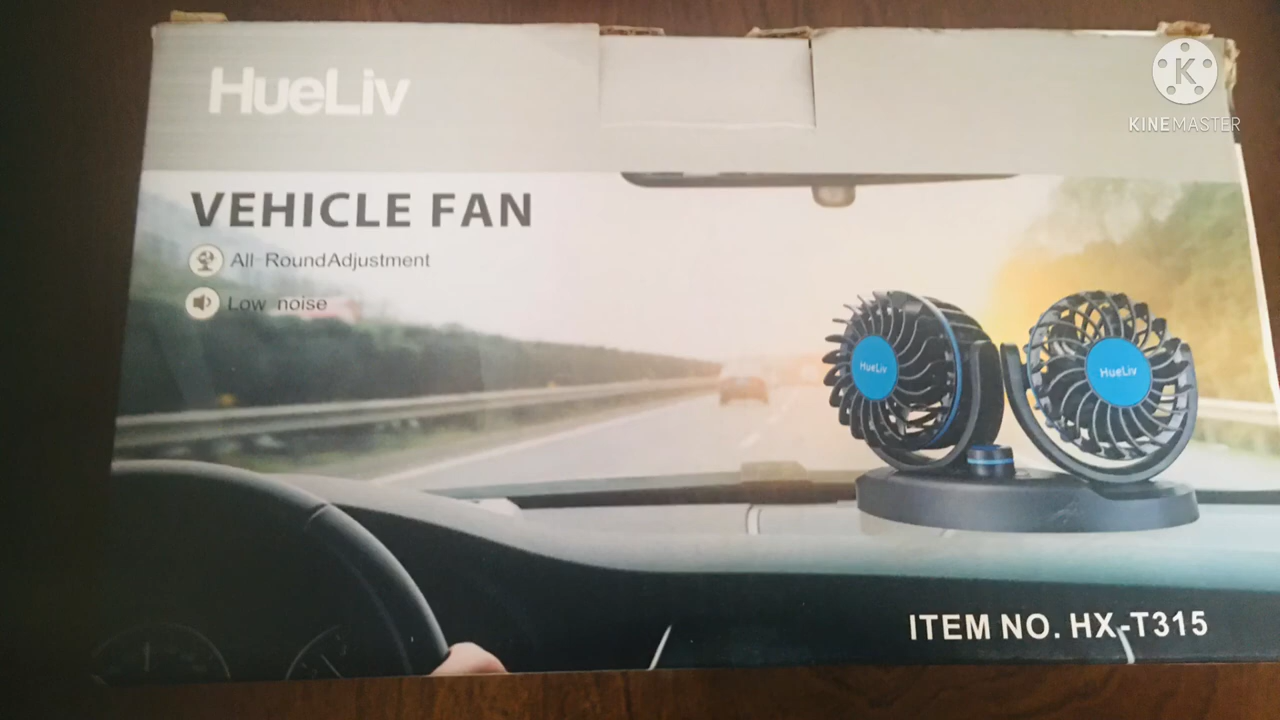 HueLiv
K
KINEMASTER
VEHICLE FAN
All-RoundAdjustment
Low noise
HueLiv
HueLiv
ITEM NO. HX-T315